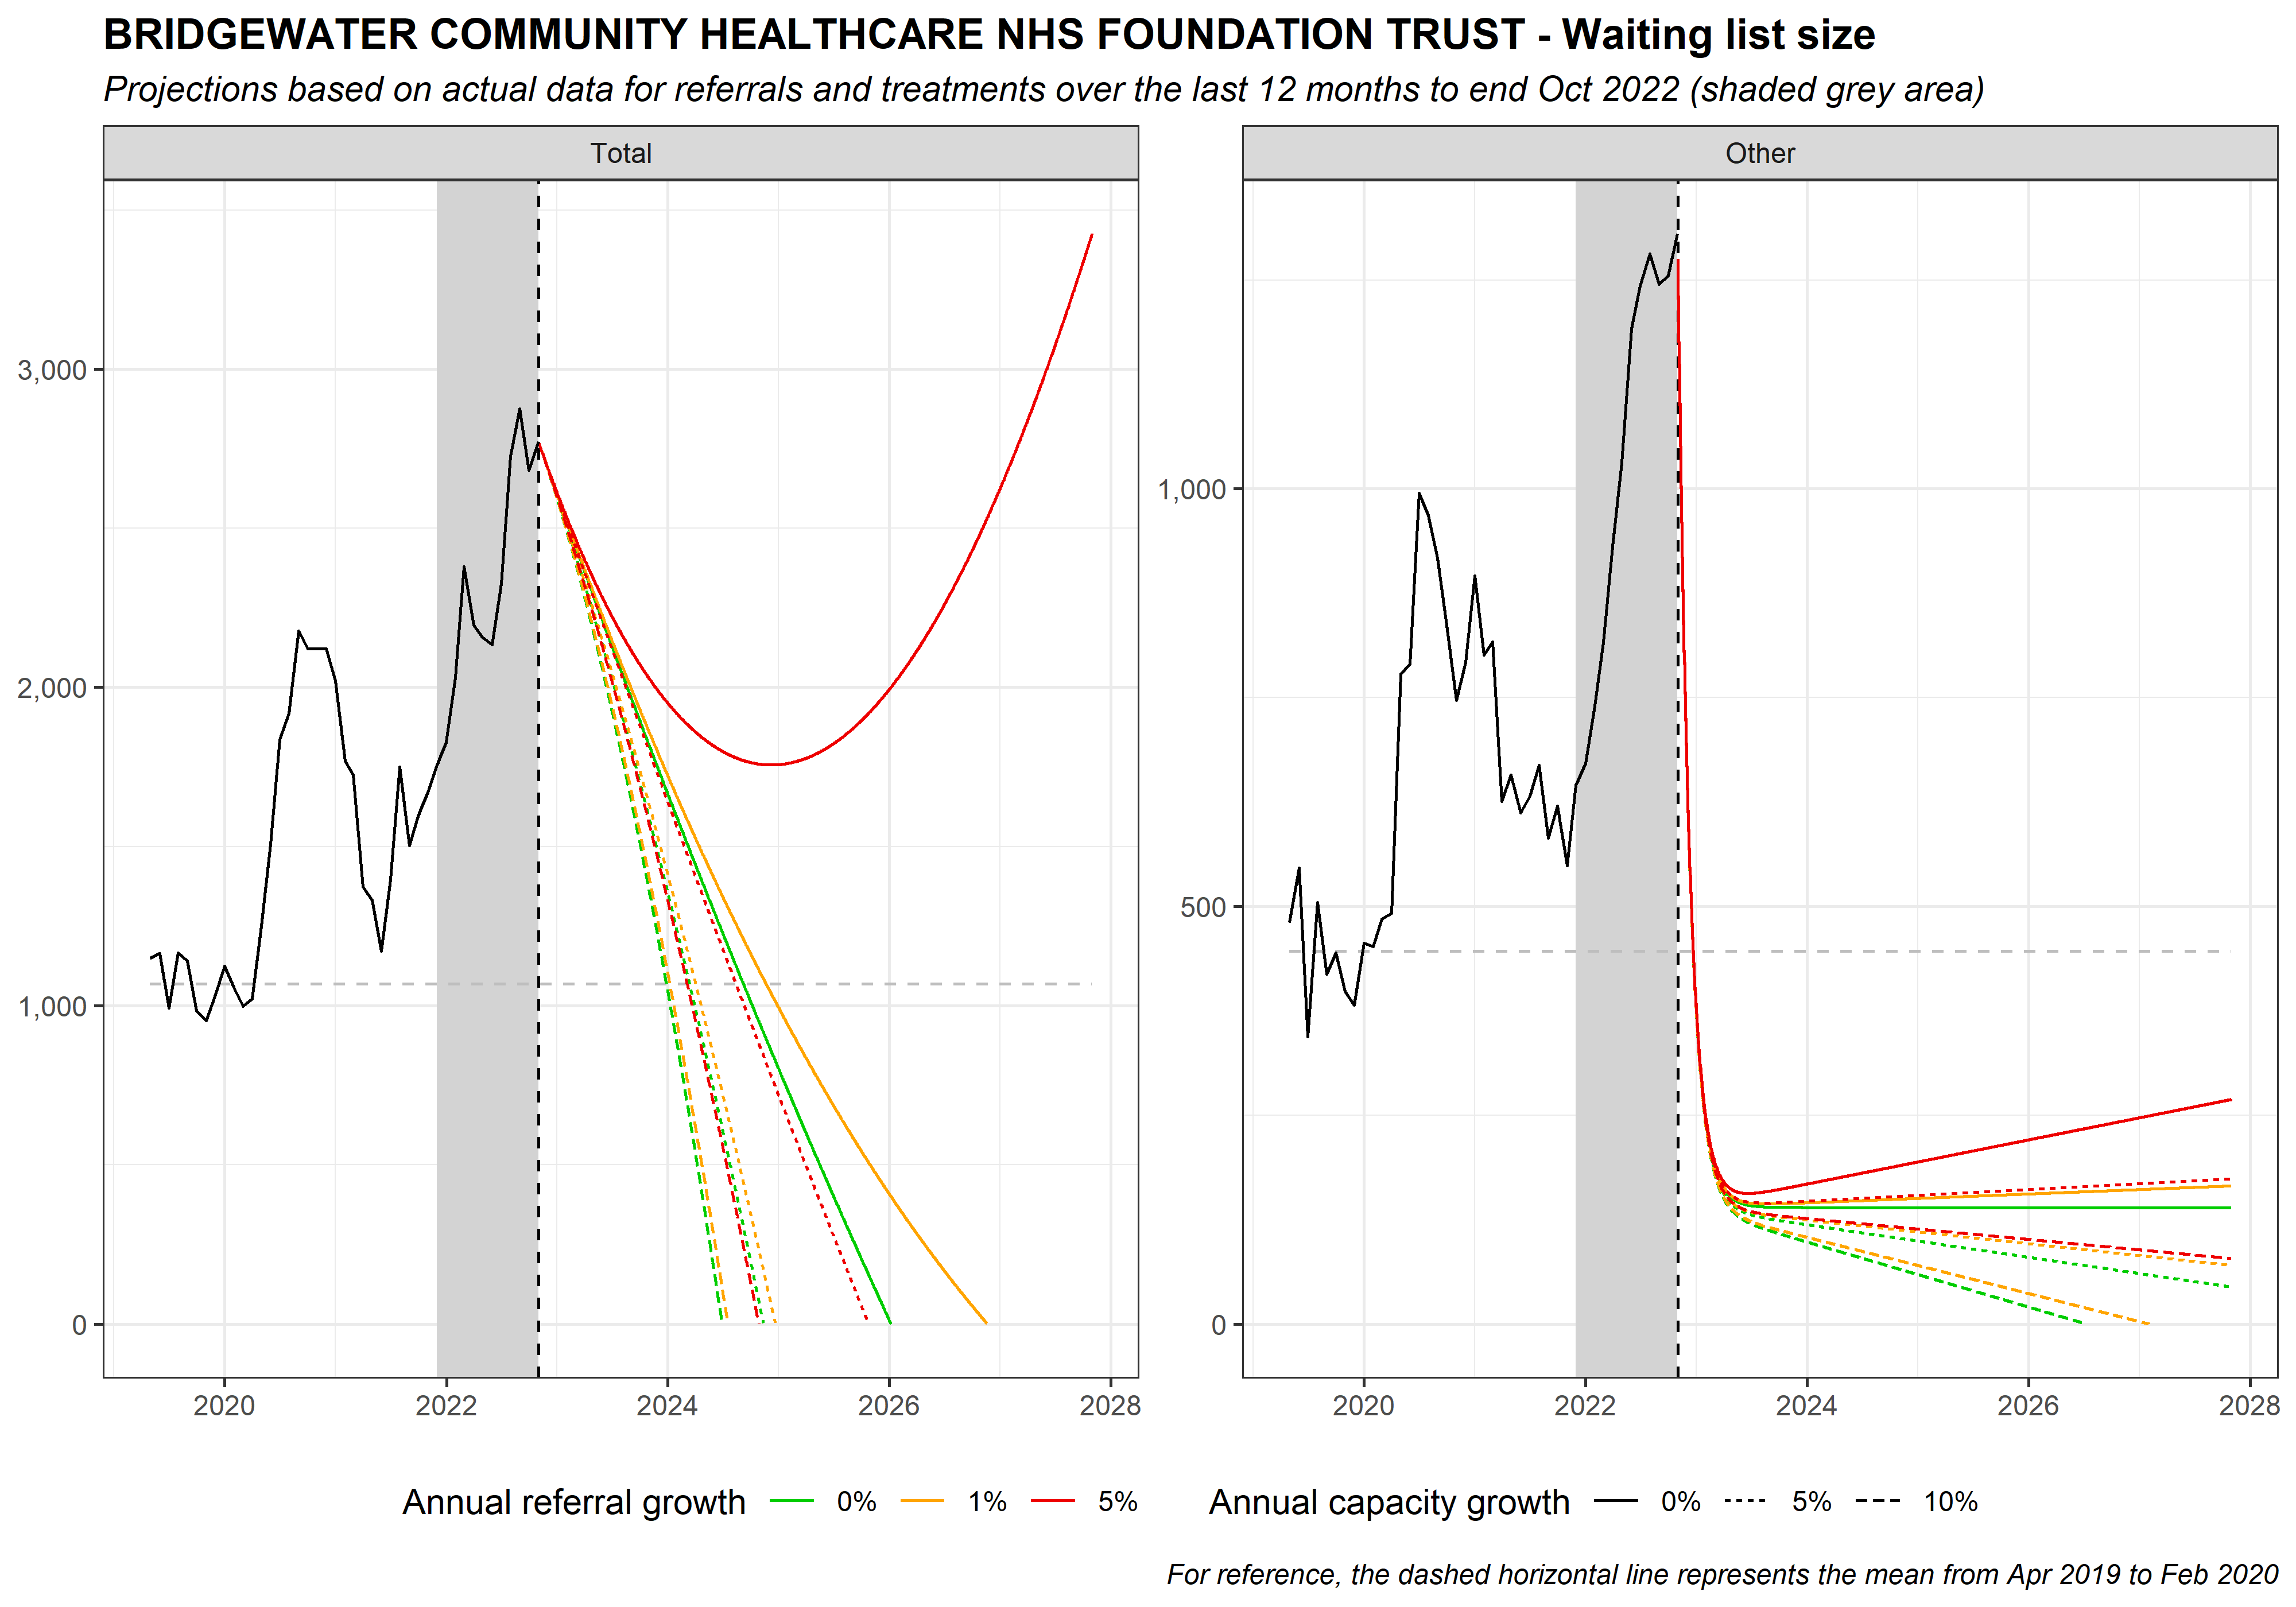 BRIDGEWATER COMMUNITY HEALTHCARE NHS FOUNDATION TRUST - Waiting list size
Projections based on actual data for referrals and treatments over the last 12 months to end Oct 2022 (shaded grey area)
Total
3,000
2,000
1,000
0
2020 2022 2024 2026 2028
Other
1,000
500
0
2020 2022 2024 2026 2028
Annual referral growth 0% 1% 5%
Annual capacity growth 0% 5% 10%
For reference, the dashed horizontal line represents the mean from Apr 2019 to Feb 2020